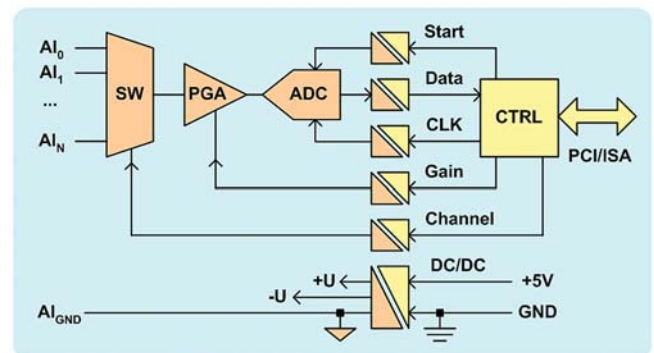 Start
AI0
AI1
...
AIN
SW
PGA
ADC
Data
CTRL
CLK
PCI/ISA
Gain
Channel
DC/DC
+U
-U
+5V
AIGND
GND